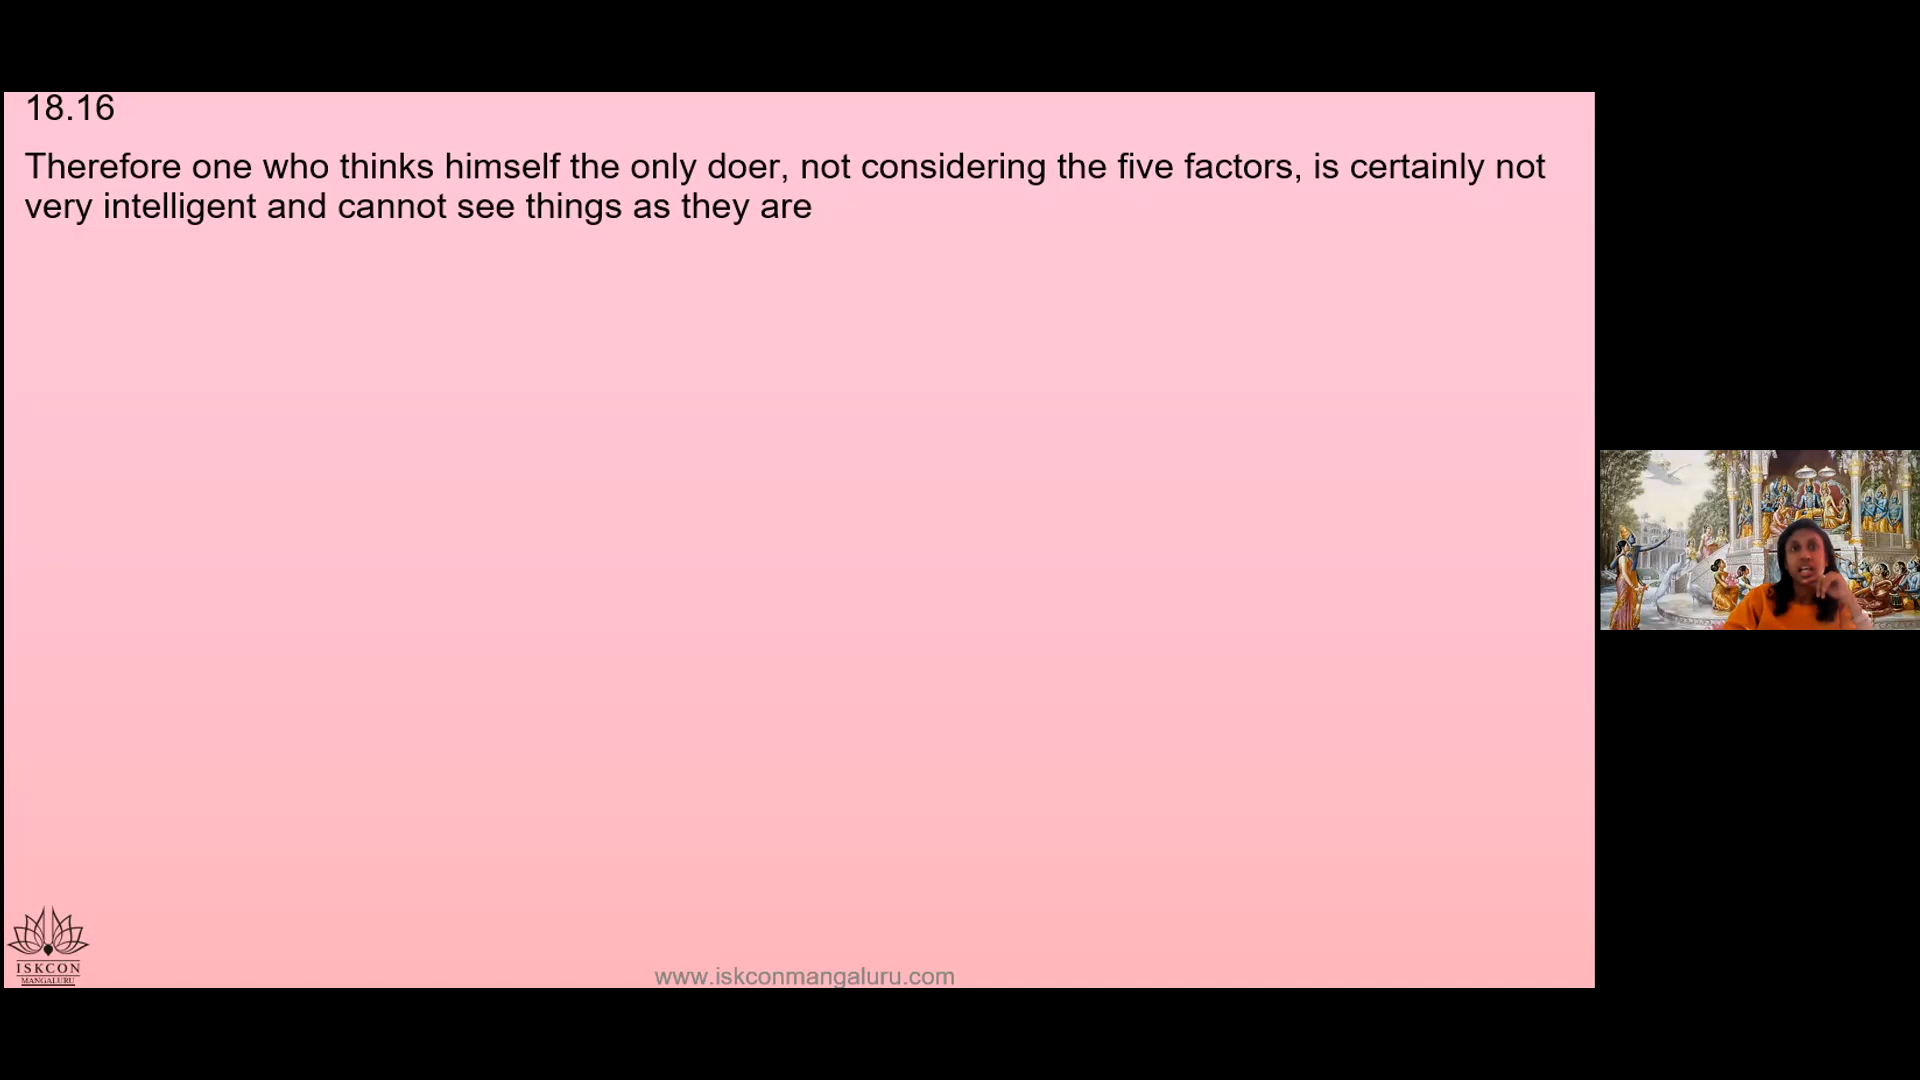 18.16
Therefore one who thinks himself the only doer, not considering the five factors, is certainly not
very intelligent and cannot see things as they are
ISKCON
MANGALURU
www.iskconmangaluru.com